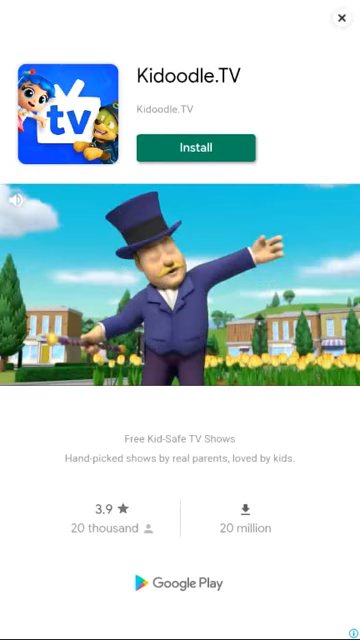 Kidoodle.TV
tv
Kidoodle.TV
Install
Free Kid-Safe TV Shows
Hand-picked shows by real parents, loved by kids.
3.9
20 thousand
20 million
Google Play